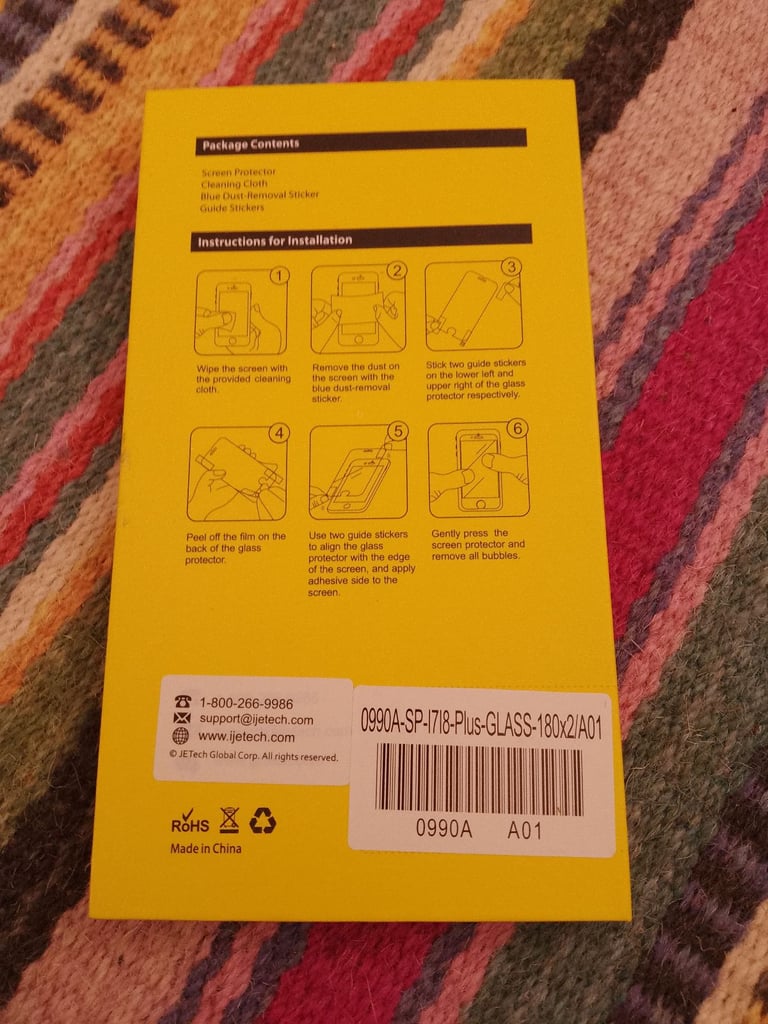 Package Contents
Screen Protector
Cleaning Cloth
Blue Dust-Removal Sticker
Guide Stickers
Instructions for Installation
1
2
3
Wipe the screen with
the provided cleaning
cloth.
Remove the dust on
the screen with the
blue dust-removal
sticker.
Stick two guide stickers
on the lower left and
upper right of the glass
protector respectively.
4
5
6
Peel off the film on the
back of the glass
protector.
Use two guide stickers
to align the glass
protector with the edge
of the screen, and apply
adhesive side to the
screen.
Gently press the
screen protector and
remove all bubbles.
1-800-266-9986
support@ijetech.com
www.ijetech.com
© JETech Global Corp. All rights reserved.
0990A-SP-I7I8-Plus-GLASS-180x2/A01
0990A A01
RoHS
Made in China